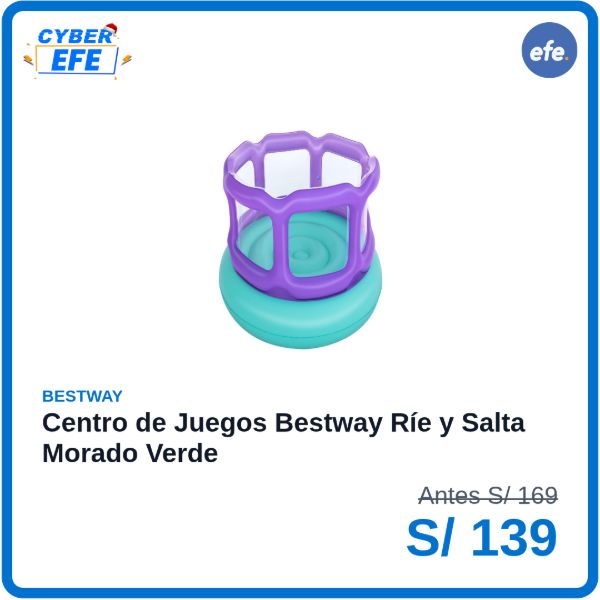 CYBER
EFE
efe.
BESTWAY
Centro de Juegos Bestway Ríe y Salta
Morado Verde
Antes S/ 169
S/ 139